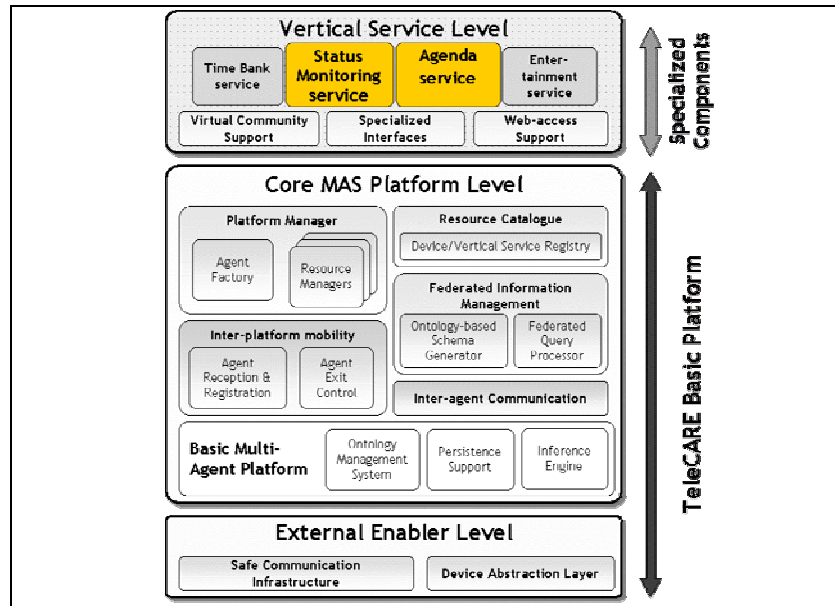 Vertical Service Level
Time Bank
service
Status
Monitoring
service
Agenda
service
Enter-
tainment
service
Virtual Community
Support
Specialized
Interfaces
Web-access
Support
Specialized
Components
Core MAS Platform Level
Platform Manager
Agent
Factory
Resource
Managers
Resource Catalogue
Device/Vertical Service Registry
Federated Information
Management
Ontology-based
Schema
Generator
Federated
Query
Processor
Inter-platform mobility
Agent
Reception &
Registration
Agent
Exit
Control
Inter-agent Communication
Basic Multi-
Agent Platform
Ontology
Management
System
Persistence
Support
Inference
Engine
TeleCARE Basic Platform
External Enabler Level
Safe Communication
Infrastructure
Device Abstraction Layer